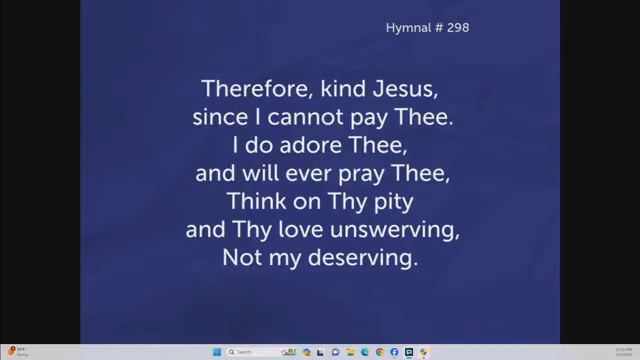 Hymnal # 298
Therefore, kind Jesus,
since I cannot pay Thee.
I do adore Thee,
and will ever pray Thee,
Think on Thy pity
and Thy love unswerving,
Not my deserving.
Search